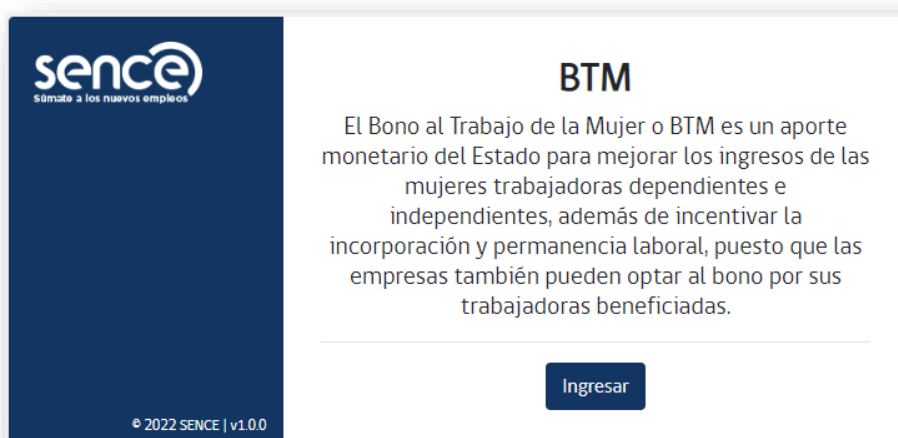 sence
Súmate a los nuevos empleos
BTM
El Bono al Trabajo de la Mujer o BTM es un aporte
monetario del Estado para mejorar los ingresos de las
mujeres trabajadoras dependientes e
independientes, además de incentivar la
incorporación y permanencia laboral, puesto que las
empresas también pueden optar al bono por sus
trabajadoras beneficiadas.
Ingresar
© 2022 SENCE | v1.0.0